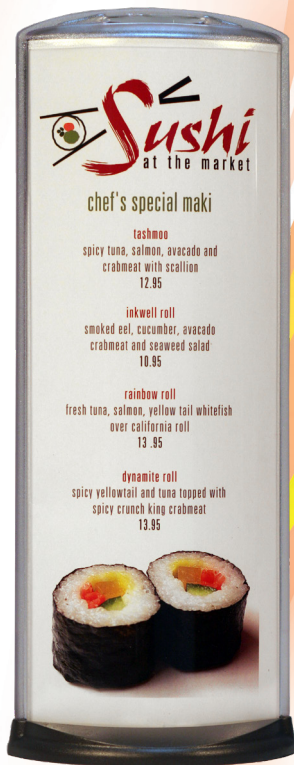 Sushi
at the market
chef's special maki
tashmoo
spicy tuna, salmon, avacado and
crabmeat with scallion
12.95
inkwell roll
smoked eel, cucumber, avacado
crabmeat and seaweed salad
10.95
rainbow roll
fresh tuna, salmon, yellow tail whitefish
over california roll
13 .95
dynamite roll
spicy yellowtail and tuna topped with
spicy crunch king crabmeat
13.95